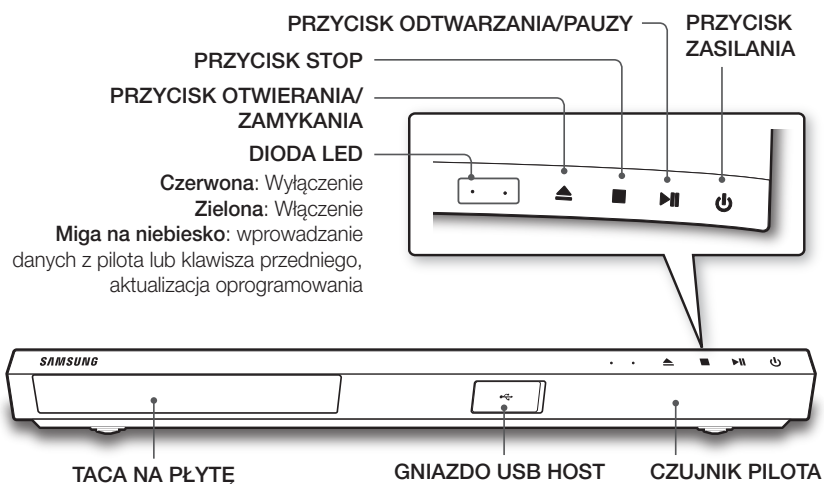 PRZYCISK ODTWARZANIA/PAUZY
PRZYCISK
ZASILANIA
PRZYCISK STOP
PRZYCISK OTWIERANIA/
ZAMYKANIA
DIODA LED
Czerwona: Wyłączenie
Zielona: Włączenie
Miga na niebiesko: wprowadzanie
danych z pilota lub klawisza przedniego,
aktualizacja oprogramowania
SAMSUNG
TACA NA PŁYTĘ
GNIAZDO USB HOST
CZUJNIK PILOTA